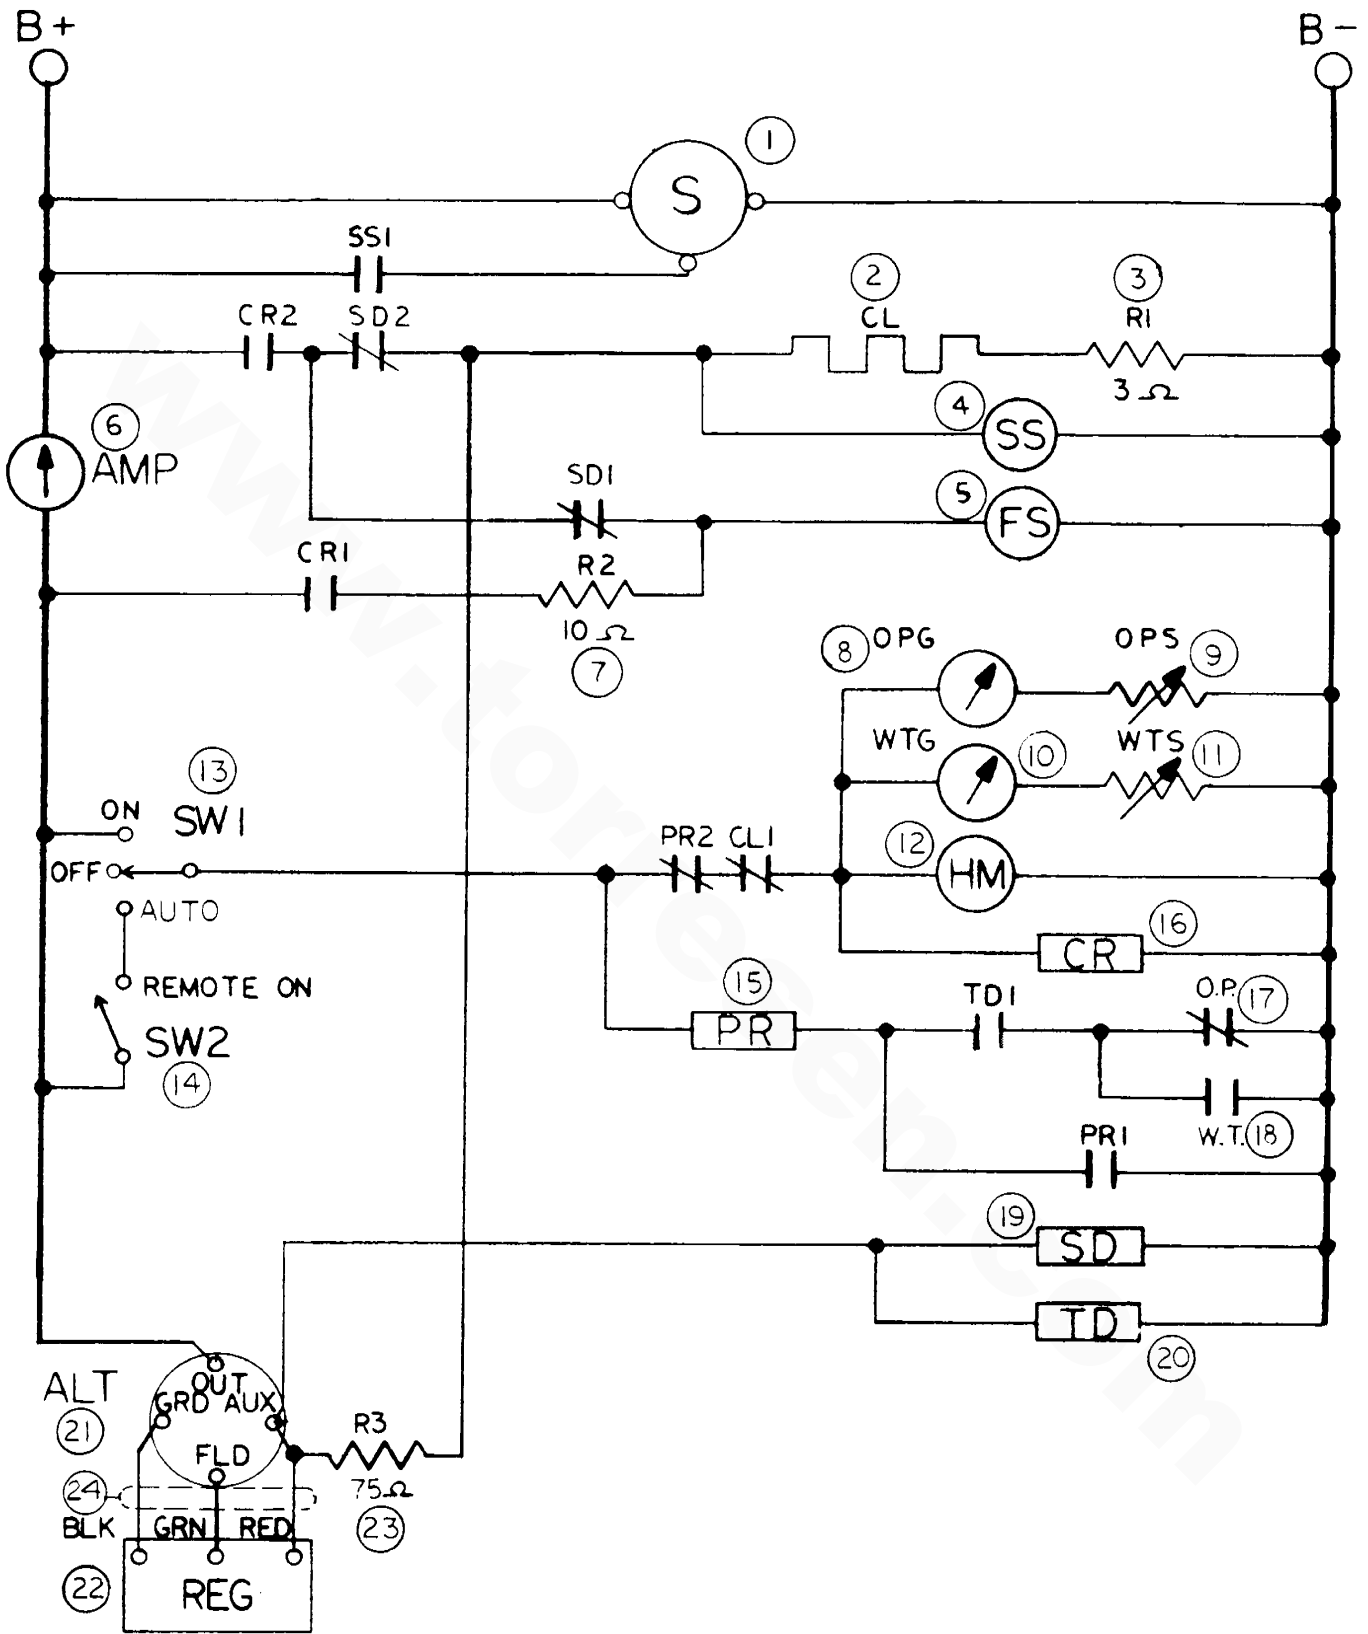 B+
B-
1
S
SS1
2
3
CR2
SD2
CL
R1
3Ω
4
SS
6
AMP
SD1
5
FS
CR1
R2
10Ω
7
8
OPG
OPS
9
WTG
10
WTS
11
13
ON
SW1
PR2
CL1
12
HM
OFF
AUTO
16
CR
REMOTE ON
15
PR
TD1
O.P.
17
SW2
14
PR1
W.T.
18
19
SD
TD
20
ALT
21
OUT
GRD
AUX
FLD
R3
75Ω
23
24
BLK
GRN
RED
22
REG
www.torresen.com